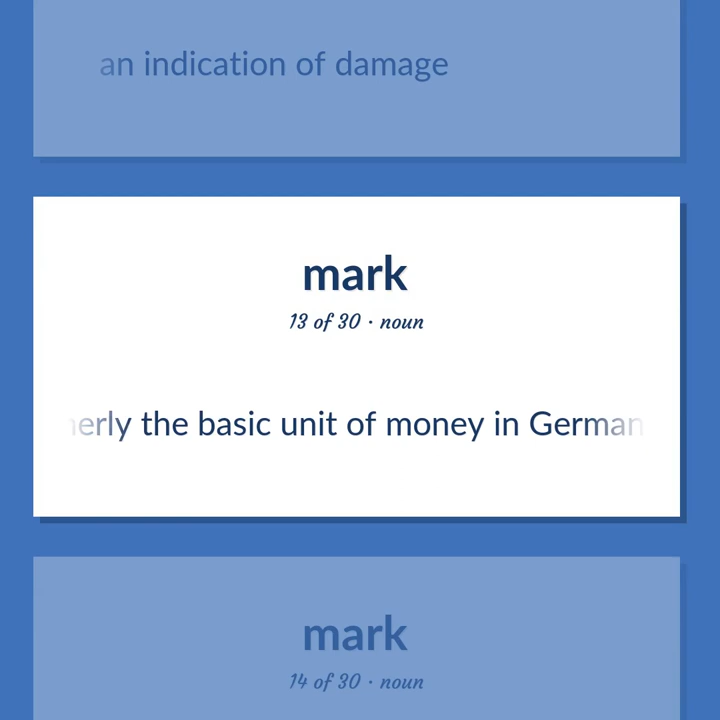 an indication of damage
mark
13 of 30 · noun
the basic unit of money in
mark
14 of 30 · noun